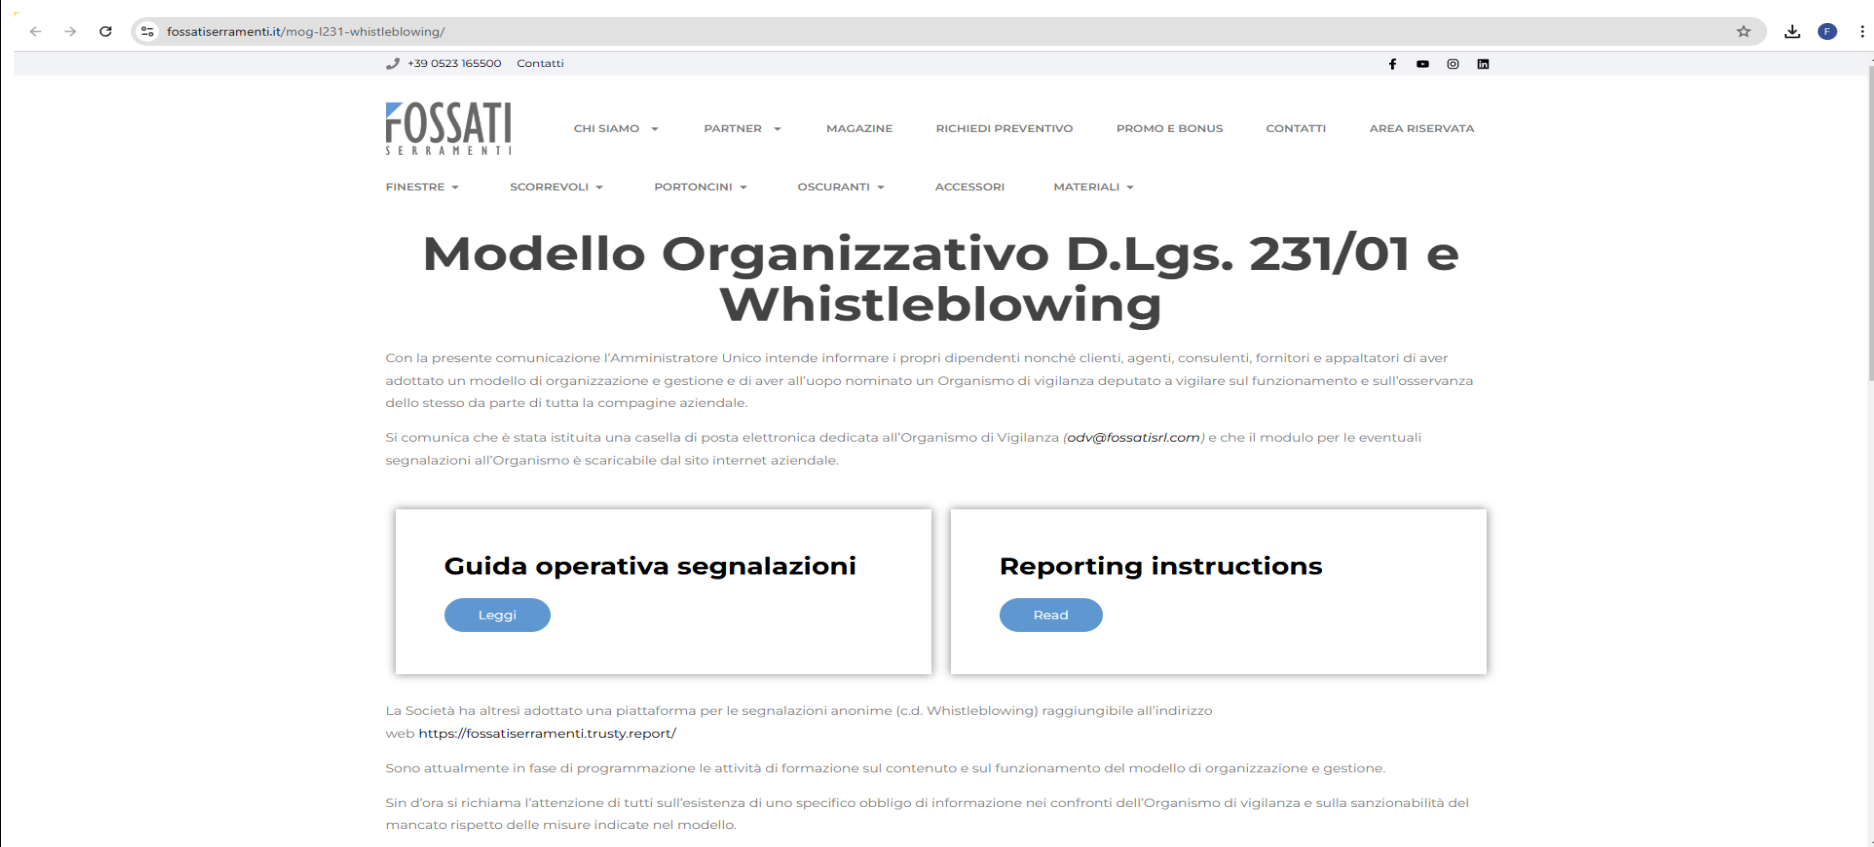 fossatiserramenti.it/mog-l231-whistleblowing/
F
+39 0523 165500 Contatti
FOSSATI
SERRAMENTI
CHI SIAMO PARTNER MAGAZINE RICHIEDI PREVENTIVO PROMO E BONUS CONTATTI AREA RISERVATA
FINESTRE SCORREVOLI PORTONCINI OSCURANTI ACCESSORI MATERIALI
Modello Organizzativo D.Lgs. 231/01 e
Whistleblowing
Con la presente comunicazione l'Amministratore Unico intende informare i propri dipendenti nonché clienti, agenti, consulenti, fornitori e appaltatori di aver
adottato un modello di organizzazione e gestione e di aver all'uopo nominato un Organismo di vigilanza deputato a vigilare sul funzionamento e sull'osservanza
dello stesso da parte di tutta la compagine aziendale.
Si comunica che è stata istituita una casella di posta elettronica dedicata all'Organismo di Vigilanza (odv@fossatisrl.com) e che il modulo per le eventuali
segnalazioni all'Organismo è scaricabile dal sito internet aziendale.
Guida operativa segnalazioni
Leggi
Reporting instructions
Read
La Società ha altresì adottato una piattaforma per le segnalazioni anonime (c.d. Whistleblowing) raggiungibile all'indirizzo
web https://fossatiserramenti.trusty.report/
Sono attualmente in fase di programmazione le attività di formazione sul contenuto e sul funzionamento del modello di organizzazione e gestione.
Sin d'ora si richiama l'attenzione di tutti sull'esistenza di uno specifico obbligo di informazione nei confronti dell'Organismo di vigilanza e sulla sanzionabilità del
mancato rispetto delle misure indicate nel modello.